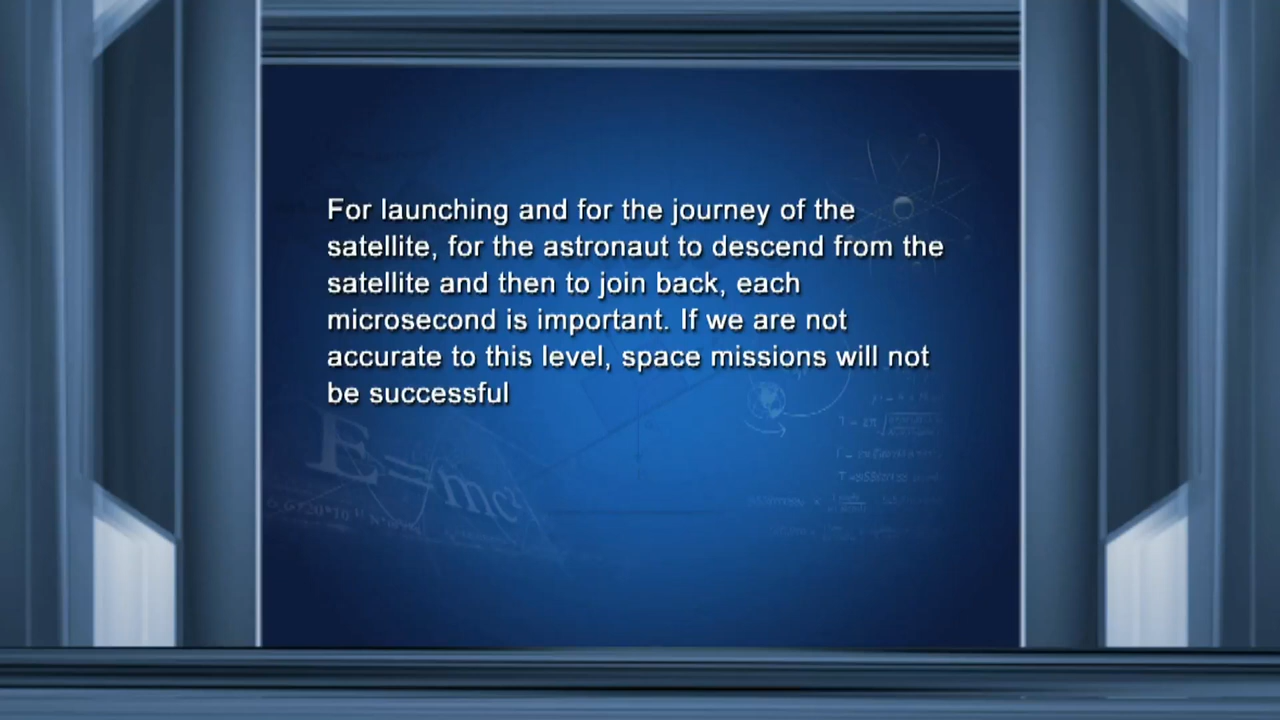 For launching and for the journey of the
satellite, for the astronaut to descend from the
satellite and then to join back, each
microsecond is important. If we are not
accurate to this level, space missions will not
be successful
E=mc²